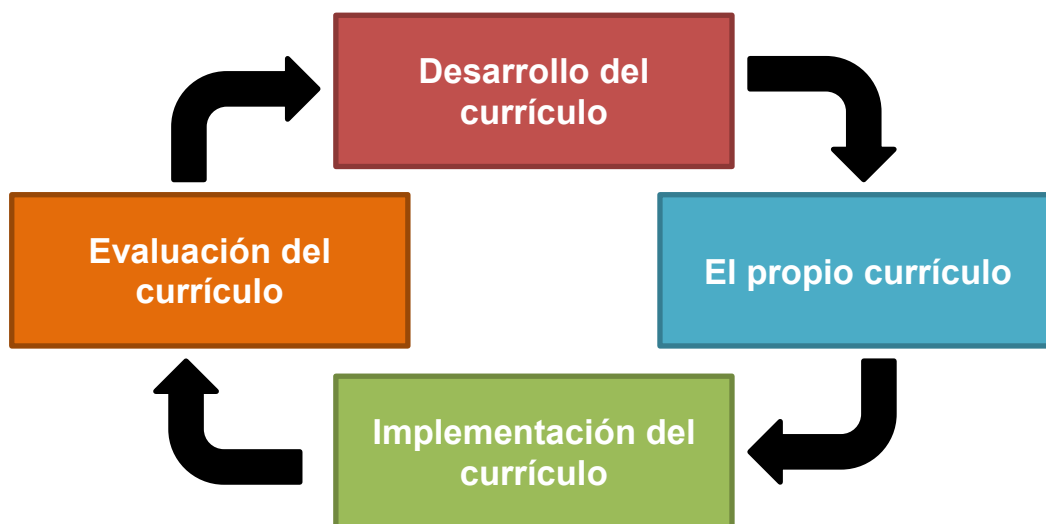 Desarrollo del
currículo
Evaluación del
currículo
El propio currículo
Implementación del
currículo